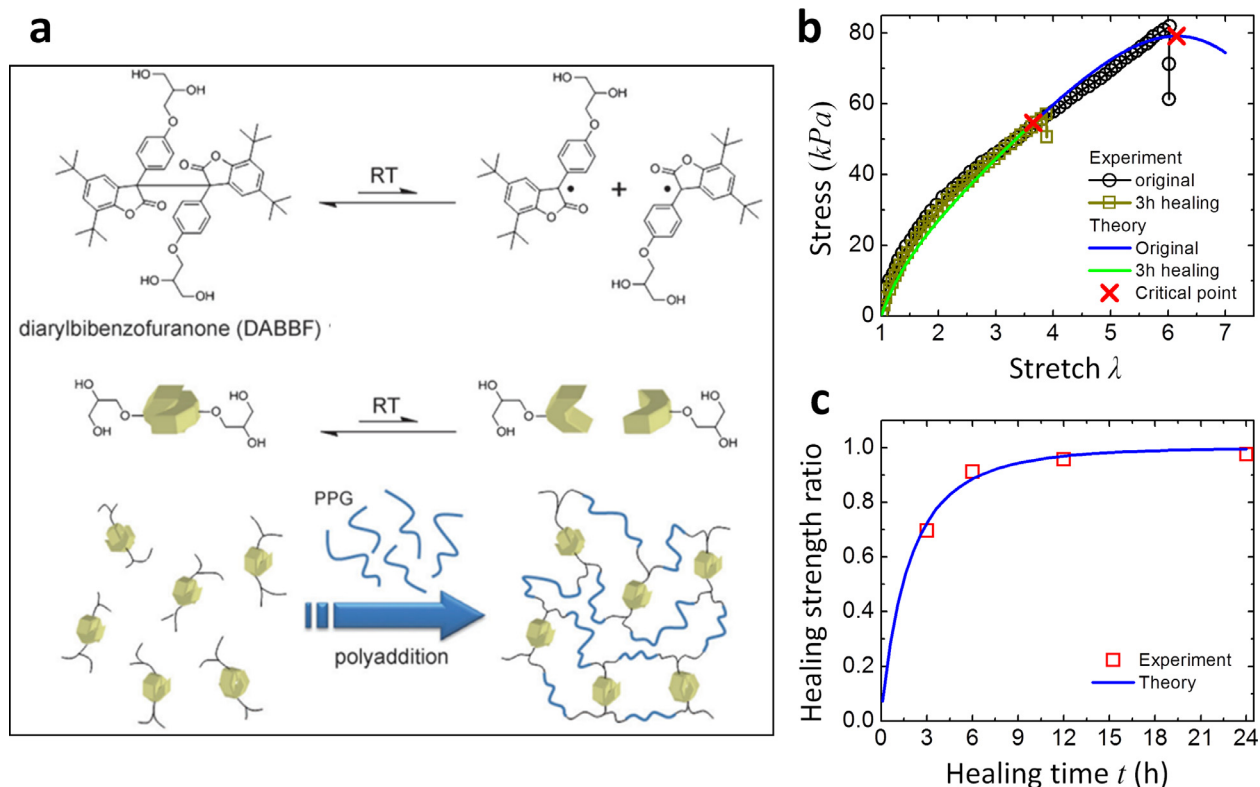 a
HO
OH
O
O
O
O
O
O
HO
OH
RT
HO
OH
O
O
O
+
O
O
O
HO
OH
diarylbibenzofuranone (DABBF)
HO
HO
O
O
OH
OH
RT
HO
HO
O
O
OH
OH
PPG
polyaddition
b
Stress (kPa)
80
60
40
20
0
1 2 3 4 5 6 7
Stretch λ
Experiment
original
3h healing
Theory
Original
3h healing
Critical point
c
Healing strength ratio
1.0
0.8
0.6
0.4
0.2
0.0
0 3 6 9 12 15 18 21 24
Healing time t (h)
Experiment
Theory